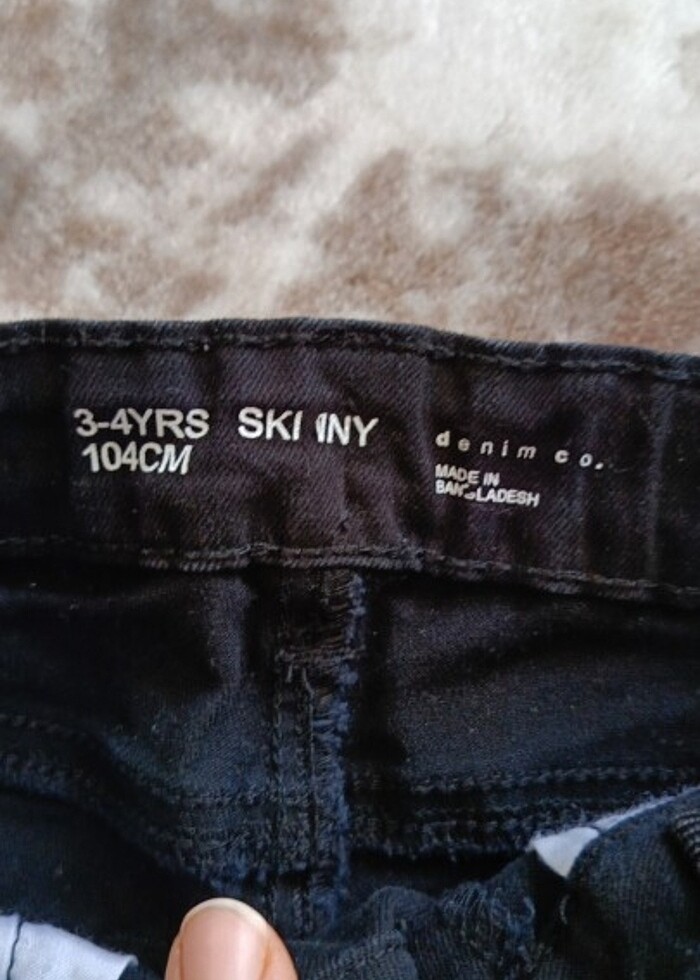 3-4YRS SKINNY
104CM
denim co.
MADE IN
BANGLADESH